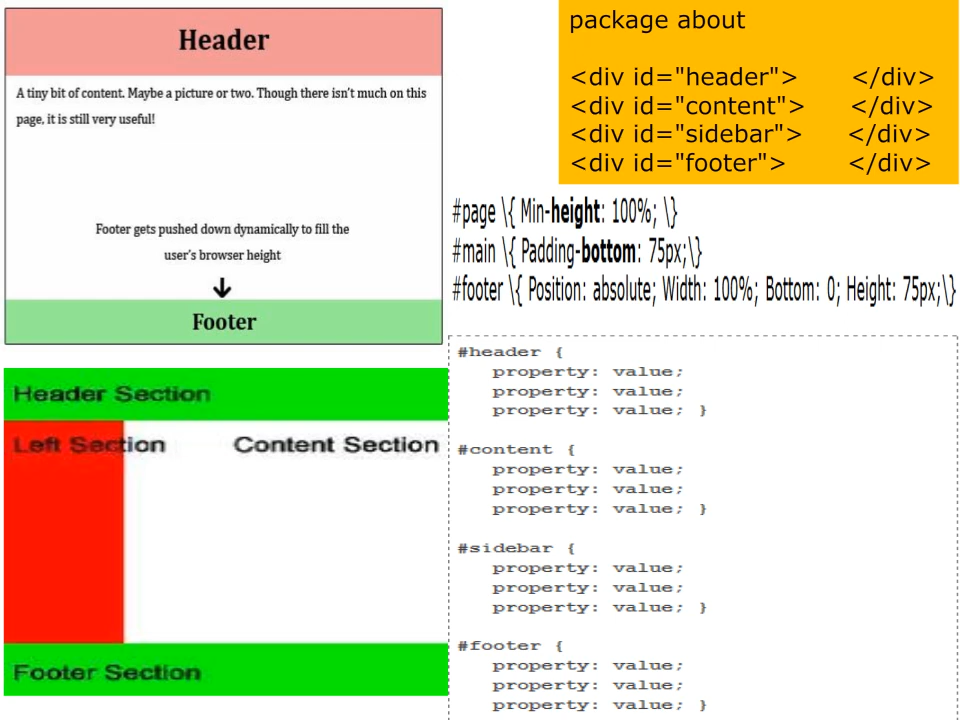 Header
A tiny bit of content. Maybe a picture or two. Though there isn't much on this
page, it is still very useful!
Footer gets pushed down dynamically to fill the
user's browser height
Footer
package about
<div id="header"> </div>
<div id="content"> </div>
<div id="sidebar"> </div>
<div id="footer"> </div>
#page \{ Min-height: 100%; \}
#main \{ Padding-bottom: 75px;\}
#footer \{ Position: absolute; Width: 100%; Bottom: 0; Height: 75px;\}
Header Section
Left Section Content Section
Footer Section
#header {
property: value;
property: value;
property: value; }
#content {
property: value;
property: value;
property: value; }
#sidebar {
property: value;
property: value;
property: value; }
#footer {
property: value;
property: value;
property: value; }